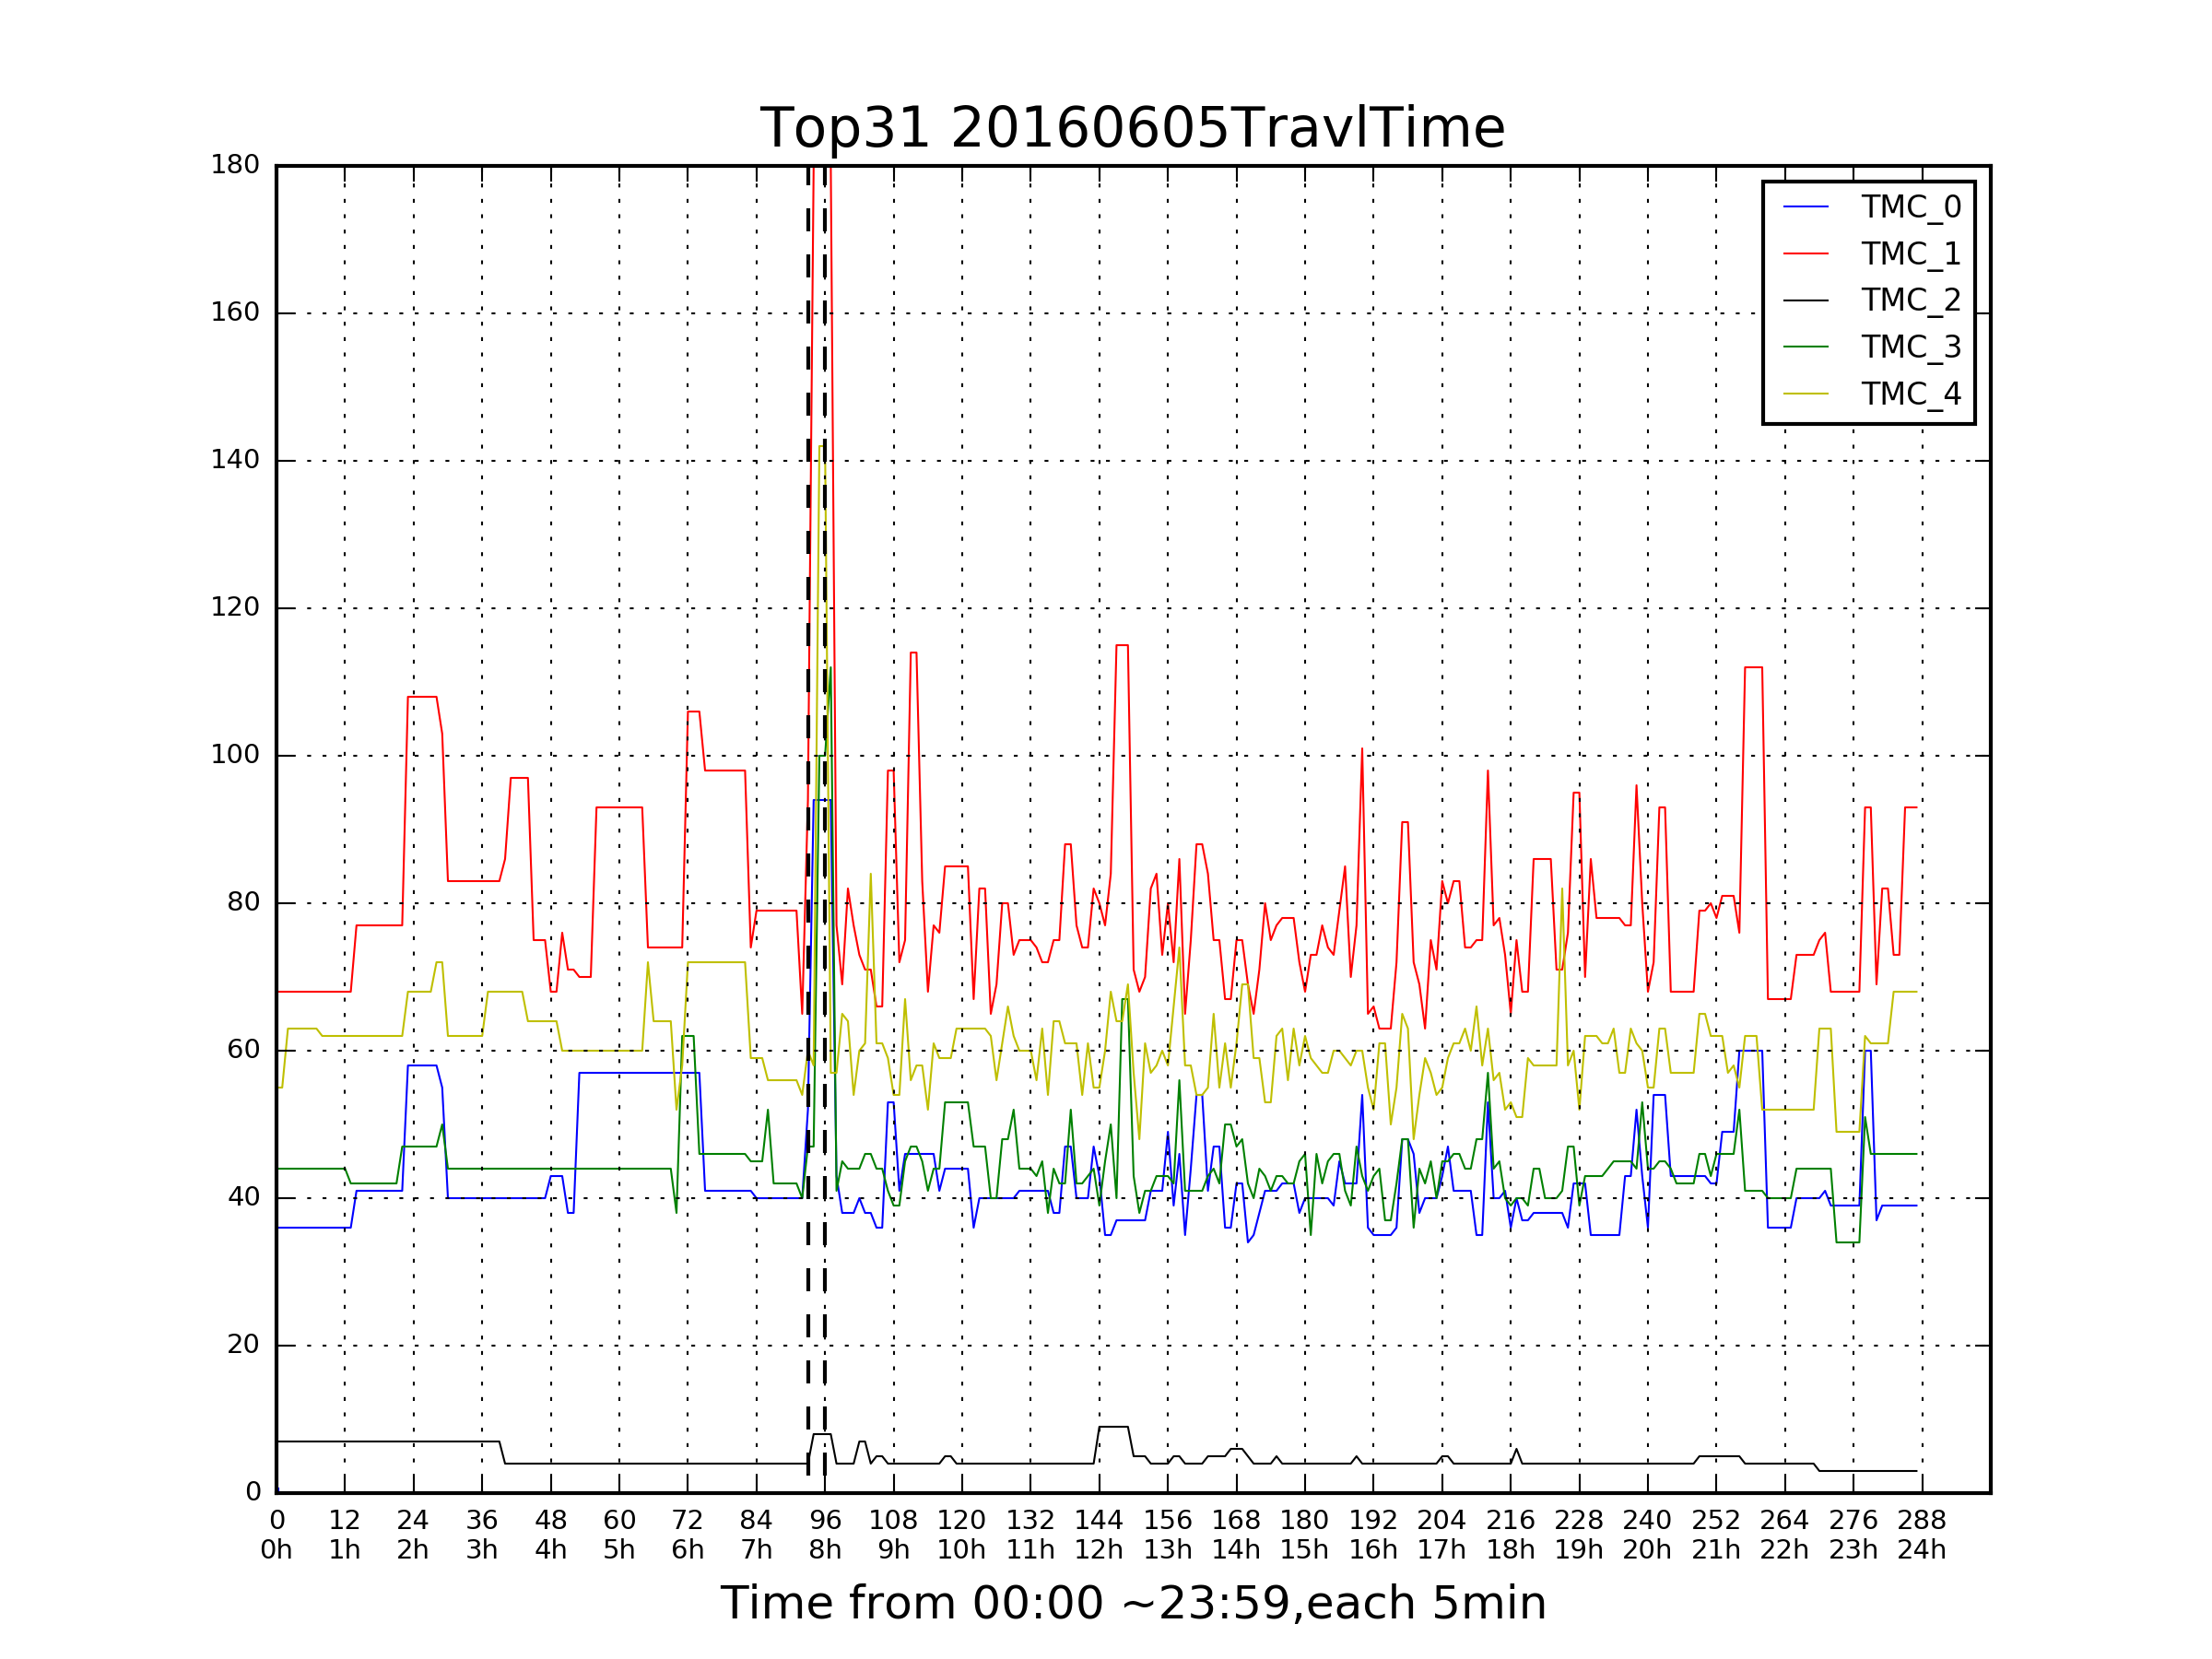 Top31 20160605TravlTime
180
160
140
120
100
80
60
40
20
0
TMC_0
TMC_1
TMC_2
TMC_3
TMC_4
0 12 24 36 48 60 72 84 96 108 120 132 144 156 168 180 192 204 216 228 240 252 264 276 288
0h 1h 2h 3h 4h 5h 6h 7h 8h 9h 10h 11h 12h 13h 14h 15h 16h 17h 18h 19h 20h 21h 22h 23h 24h
Time from 00:00 ~23:59,each 5min